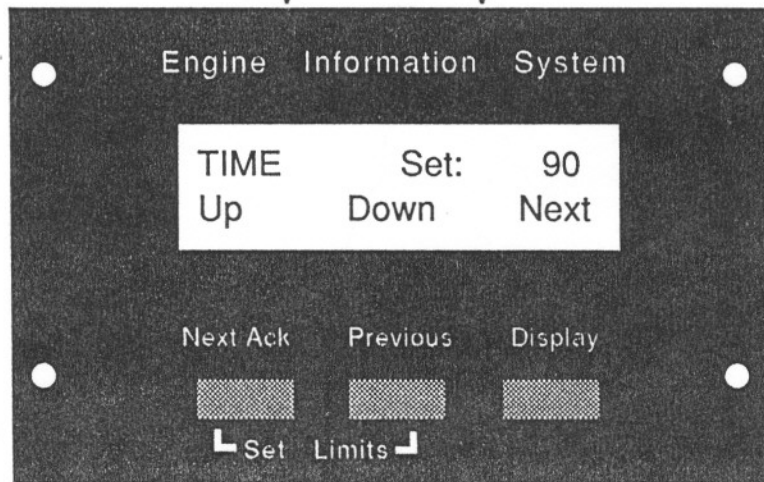 Engine Information System
TIME Set: 90
Up Down Next
Next Ack Previous Display
Set Limits